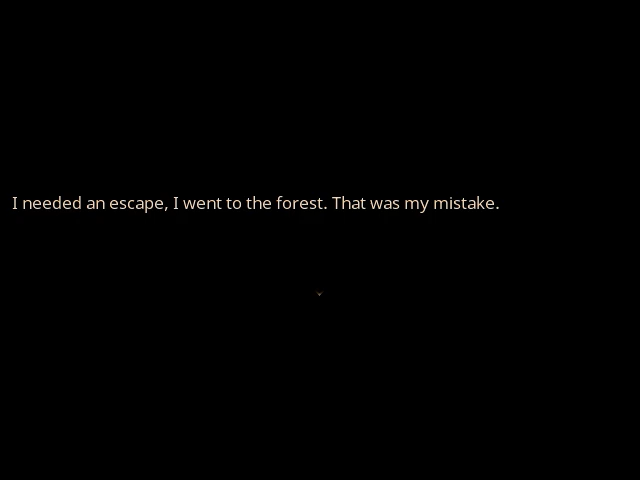 I needed an escape, I went to the forest. That was my mistake.